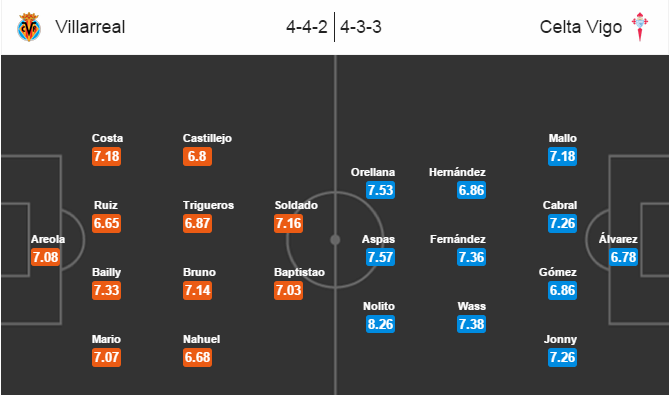 Villarreal
4-4-2
4-3-3
Celta Vigo
Costa
7.18
Castillejo
6.8
Ruiz
6.65
Trigueros
6.87
Soldado
7.16
Areola
7.08
Bailly
7.33
Bruno
7.14
Baptistao
7.03
Mario
7.07
Nahuel
6.68
Orellana
7.53
Hernández
6.86
Mallo
7.18
Aspas
7.57
Fernández
7.36
Cabral
7.26
Álvarez
6.78
Gómez
6.86
Nolito
8.26
Wass
7.38
Jonny
7.26